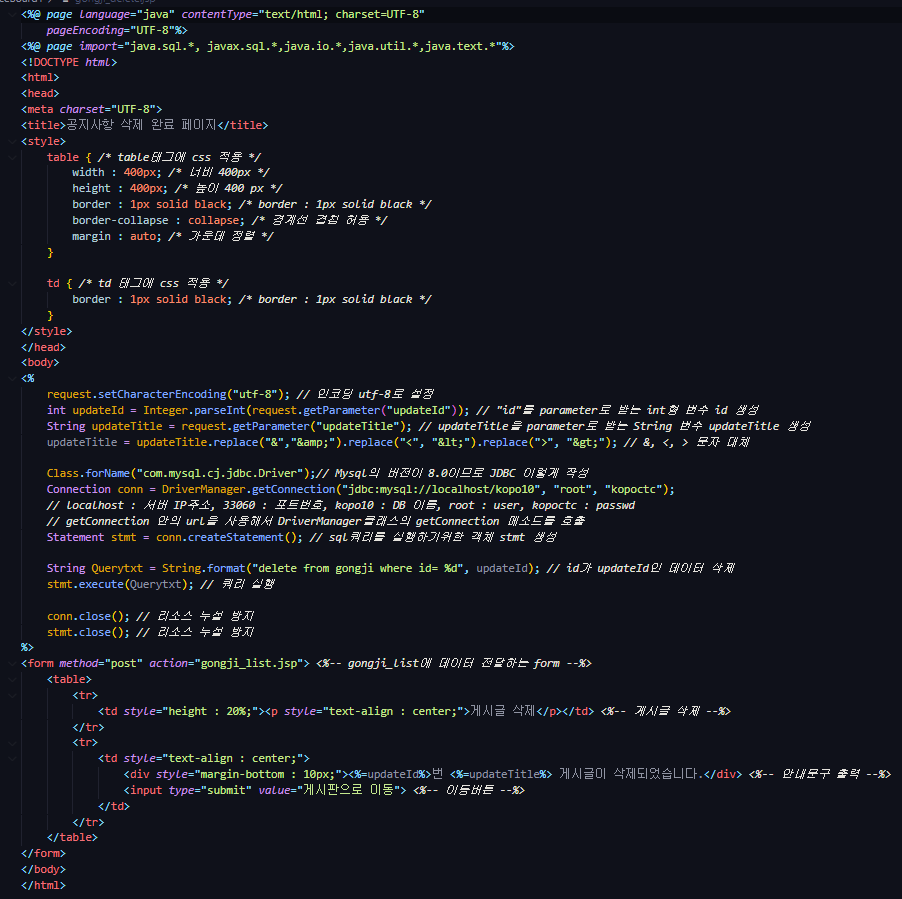 <%@ page language="java" contentType="text/html; charset=UTF-8"
pageEncoding="UTF-8"%>
<%@ page import="java.sql.*, javax.sql.*,java.io.*,java.util.*,java.text.*"%>
<!DOCTYPE html>
<html>
<head>
<meta charset="UTF-8">
<title>공지사항 삭제 완료 페이지</title>
<style>
table { /* table태그에 css 적용 */
width : 400px; /* 너비 400px */
height : 400px; /* 높이 400 px */
border : 1px solid black; /* border : 1px solid black */
border-collapse : collapse; /* 경계선 겹침 허용 */
margin : auto; /* 가운데 정렬 */
}
td { /* td 태그에 css 적용 */
border : 1px solid black; /* border : 1px solid black */
}
</style>
</head>
<body>
<%
request.setCharacterEncoding("utf-8"); // 인코딩 utf-8로 설정
int updateId = Integer.parseInt(request.getParameter("updateId")); // "id"를 parameter로 받는 int형 변수 id 생성
String updateTitle = request.getParameter("updateTitle"); // updateTitle을 parameter로 받는 String 변수 updateTitle 생성
updateTitle = updateTitle.replace("&","&amp;").replace("<", "&lt;").replace(">", "&gt;"); // &, <, > 문자 대체
Class.forName("com.mysql.cj.jdbc.Driver");// Mysql의 버전이 8.0이므로 JDBC 이렇게 작성
Connection conn = DriverManager.getConnection("jdbc:mysql://localhost/kopo10", "root", "kopoctc");
// localhost : 서버 IP주소, 33060 : 포트번호, kopo10 : DB 이름, root : user, kopoctc : passwd
// getConnection 안의 url을 사용해서 DriverManager클래스의 getConnection 메소드를 호출
Statement stmt = conn.createStatement(); // sql쿼리를 실행하기위한 객체 stmt 생성
String Querytxt = String.format("delete from gongji where id= %d", updateId); // id가 updateId인 데이터 삭제
stmt.execute(Querytxt); // 쿼리 실행
conn.close(); // 리소스 누설 방지
stmt.close(); // 리소스 누설 방지
%>
<form method="post" action="gongji_list.jsp"> <%-- gongji_list에 데이터 전달하는 form --%>
<table>
<tr>
<td style="height : 20%;"><p style="text-align : center;">게시글 삭제</p></td> <%-- 게시글 삭제 --%>
</tr>
<tr>
<td style="text-align : center;">
<div style="margin-bottom : 10px;"><%=updateId%>번 <%=updateTitle%> 게시글이 삭제되었습니다.</div> <%-- 안내문구 출력 --%>
<input type="submit" value="게시판으로 이동"> <%-- 이동버튼 --%>
</td>
</tr>
</table>
</form>
</body>
</html>